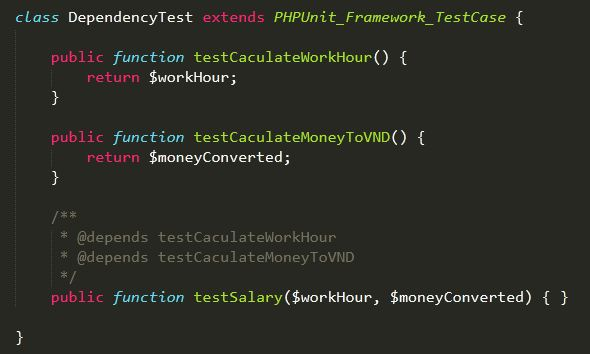 class DependencyTest extends PHPUnit_Framework_TestCase {
public function testCaculateWorkHour() {
return $workHour;
}
public function testCaculateMoneyToVND() {
return $moneyConverted;
}
/**
* @depends testCaculateWorkHour
* @depends testCaculateMoneyToVND
*/
public function testSalary($workHour, $moneyConverted) { }
}